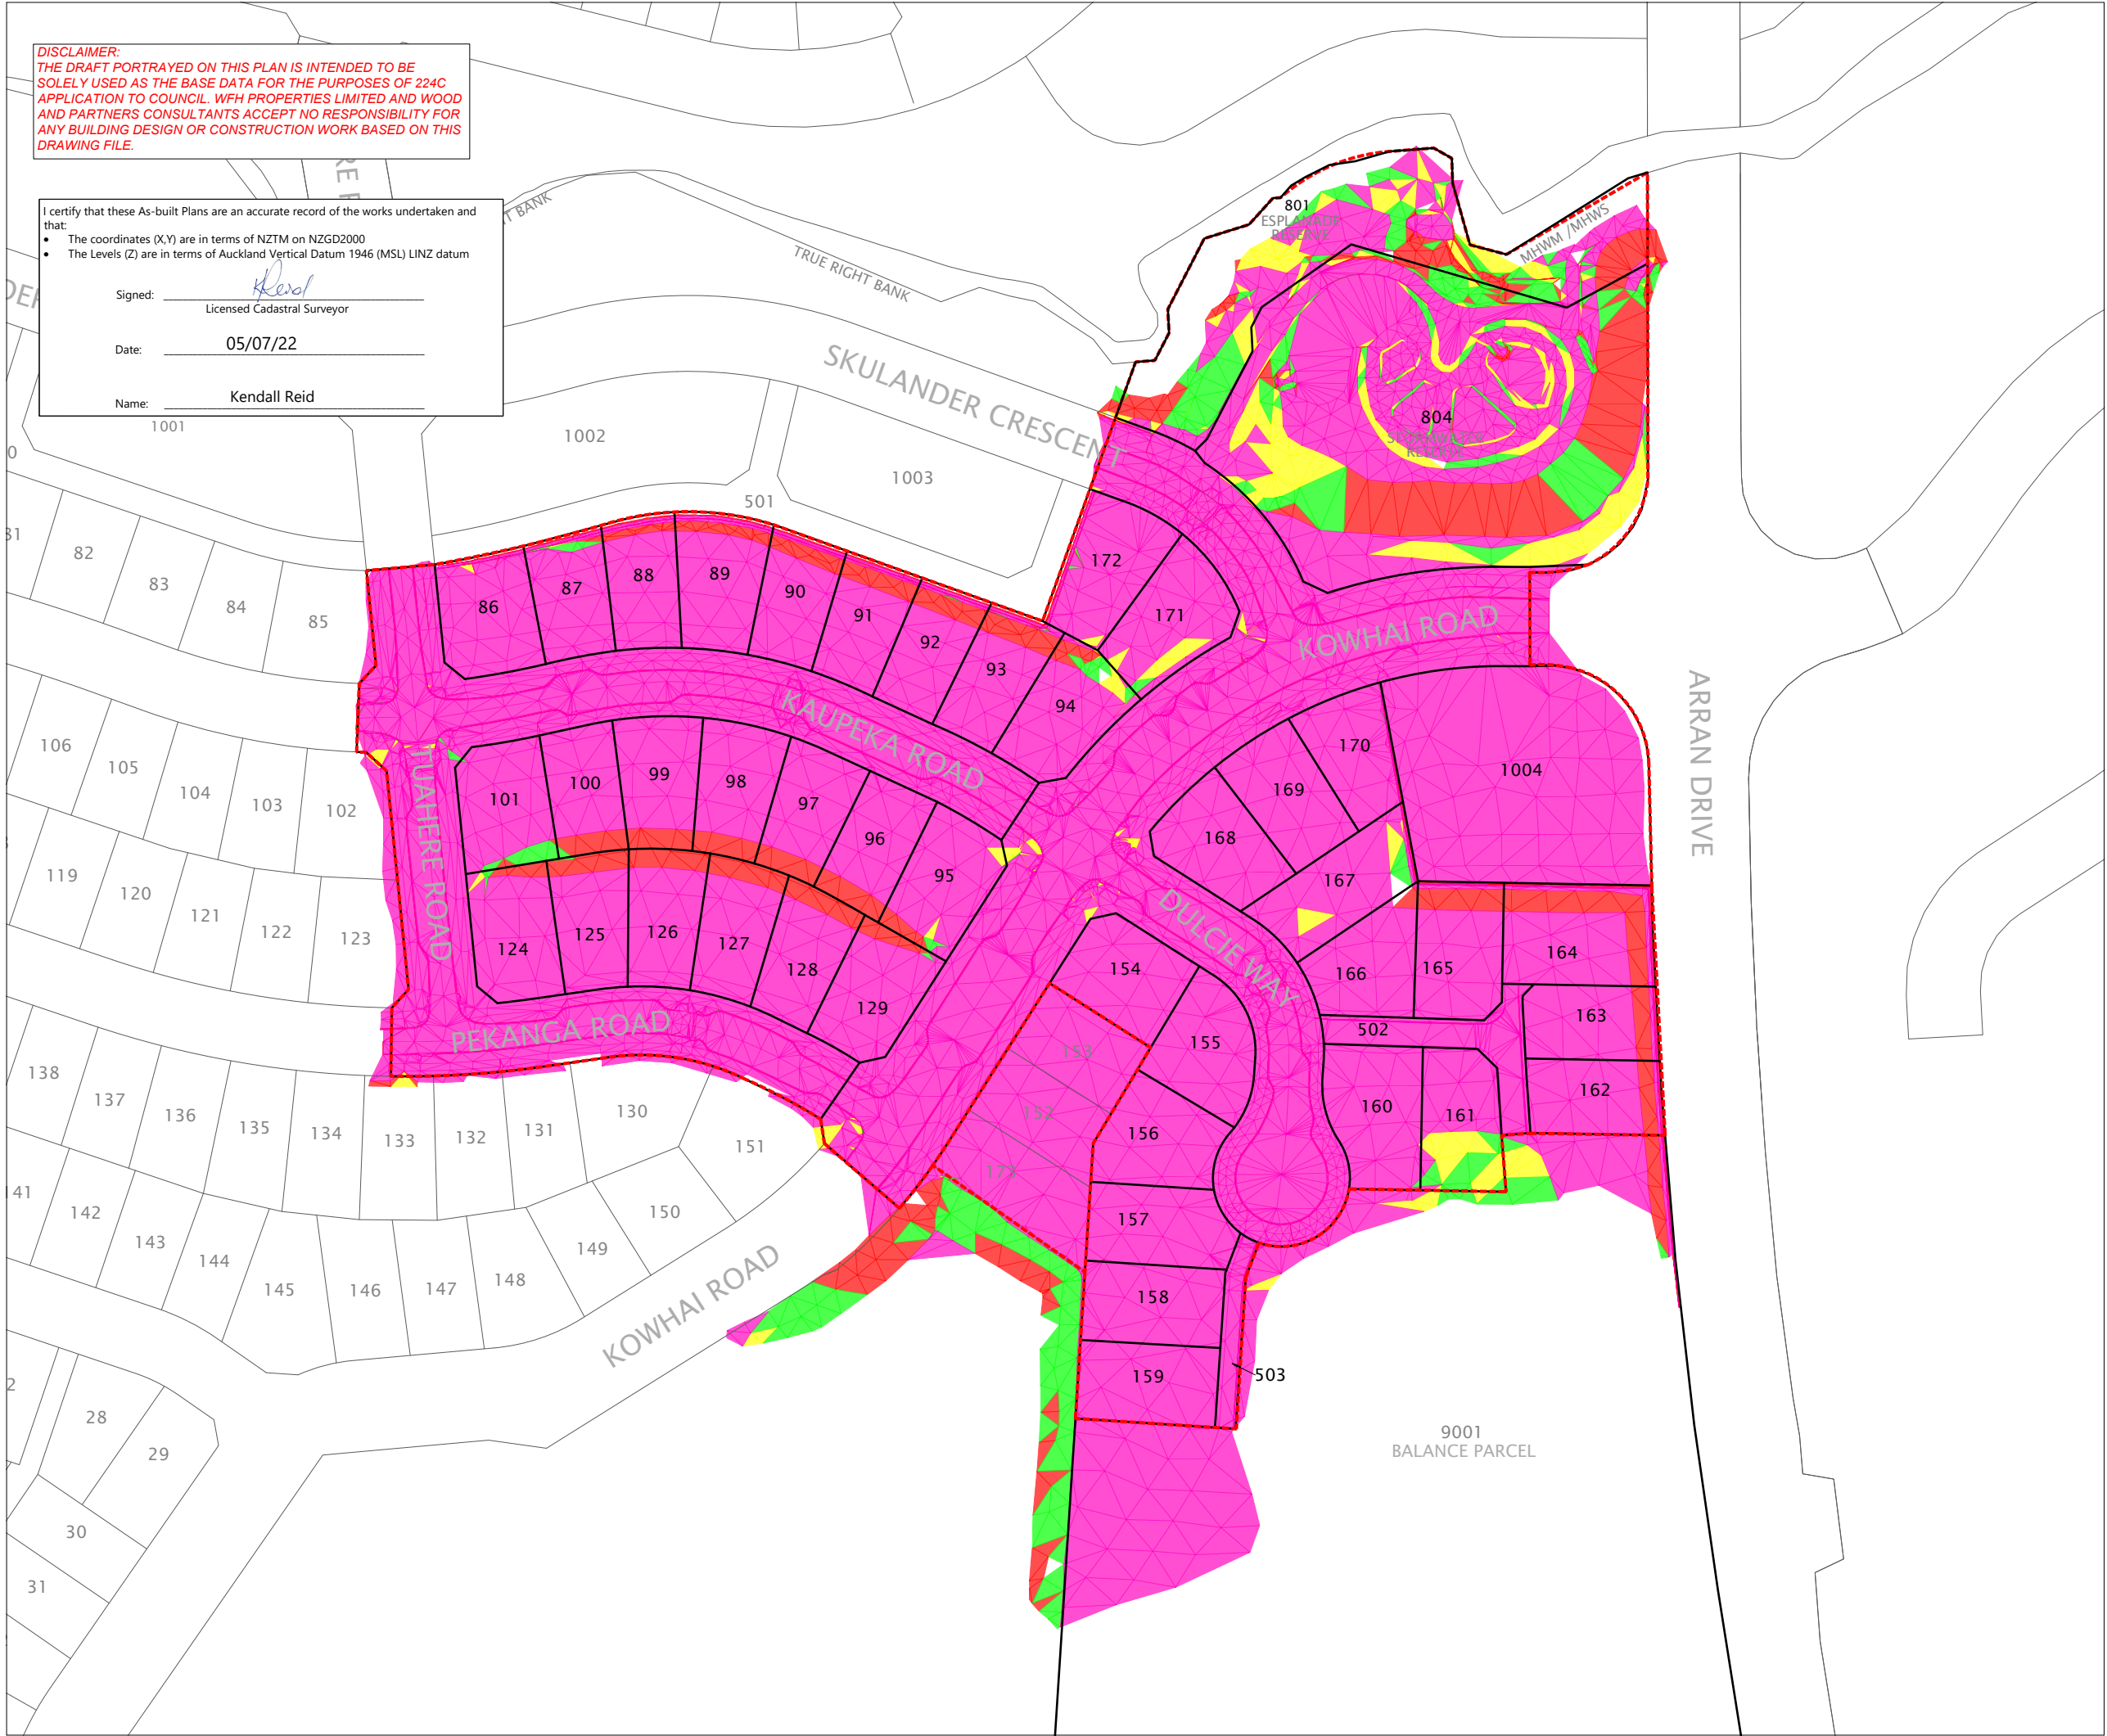 DISCLAIMER:
THE DRAFT PORTRAYED ON THIS PLAN IS INTENDED TO BE
SOLELY USED AS THE BASE DATA FOR THE PURPOSES OF 224C
APPLICATION TO COUNCIL. WFH PROPERTIES LIMITED AND WOOD
AND PARTNERS CONSULTANTS ACCEPT NO RESPONSIBILITY FOR
ANY BUILDING DESIGN OR CONSTRUCTION WORK BASED ON THIS
DRAWING FILE.
I certify that these As-built Plans are an accurate record of the works undertaken and
that:
• The coordinates (X,Y) are in terms of NZTM on NZGD2000
• The Levels (Z) are in terms of Auckland Vertical Datum 1946 (MSL) LINZ datum
Signed: KReid
Licensed Cadastral Surveyor
Date: 05/07/22
Name: Kendall Reid
BANK
TRUE RIGHT BANK
801
ESPLANADE
RESERVE
MHWM /MHWS
SKULANDER CRESCENT
804
STORMWATER
RESERVE
1001
1002
1003
501
82
83
84
85
86
87
88
89
90
91
92
93
94
172
171
KOWHAI ROAD
ARRAN DRIVE
KAUPEKA ROAD
TUAHERE ROAD
106
105
104
103
102
101
100
99
98
97
96
95
168
169
170
1004
167
119
120
121
122
123
124
125
126
127
128
129
DULCIE WAY
154
155
166
165
164
163
162
502
PEKANGA ROAD
153
152
173
156
157
158
159
160
161
503
138
137
136
135
134
133
132
131
130
151
150
149
148
147
146
145
144
143
142
141
KOWHAI ROAD
28
29
30
31
9001
BALANCE PARCEL